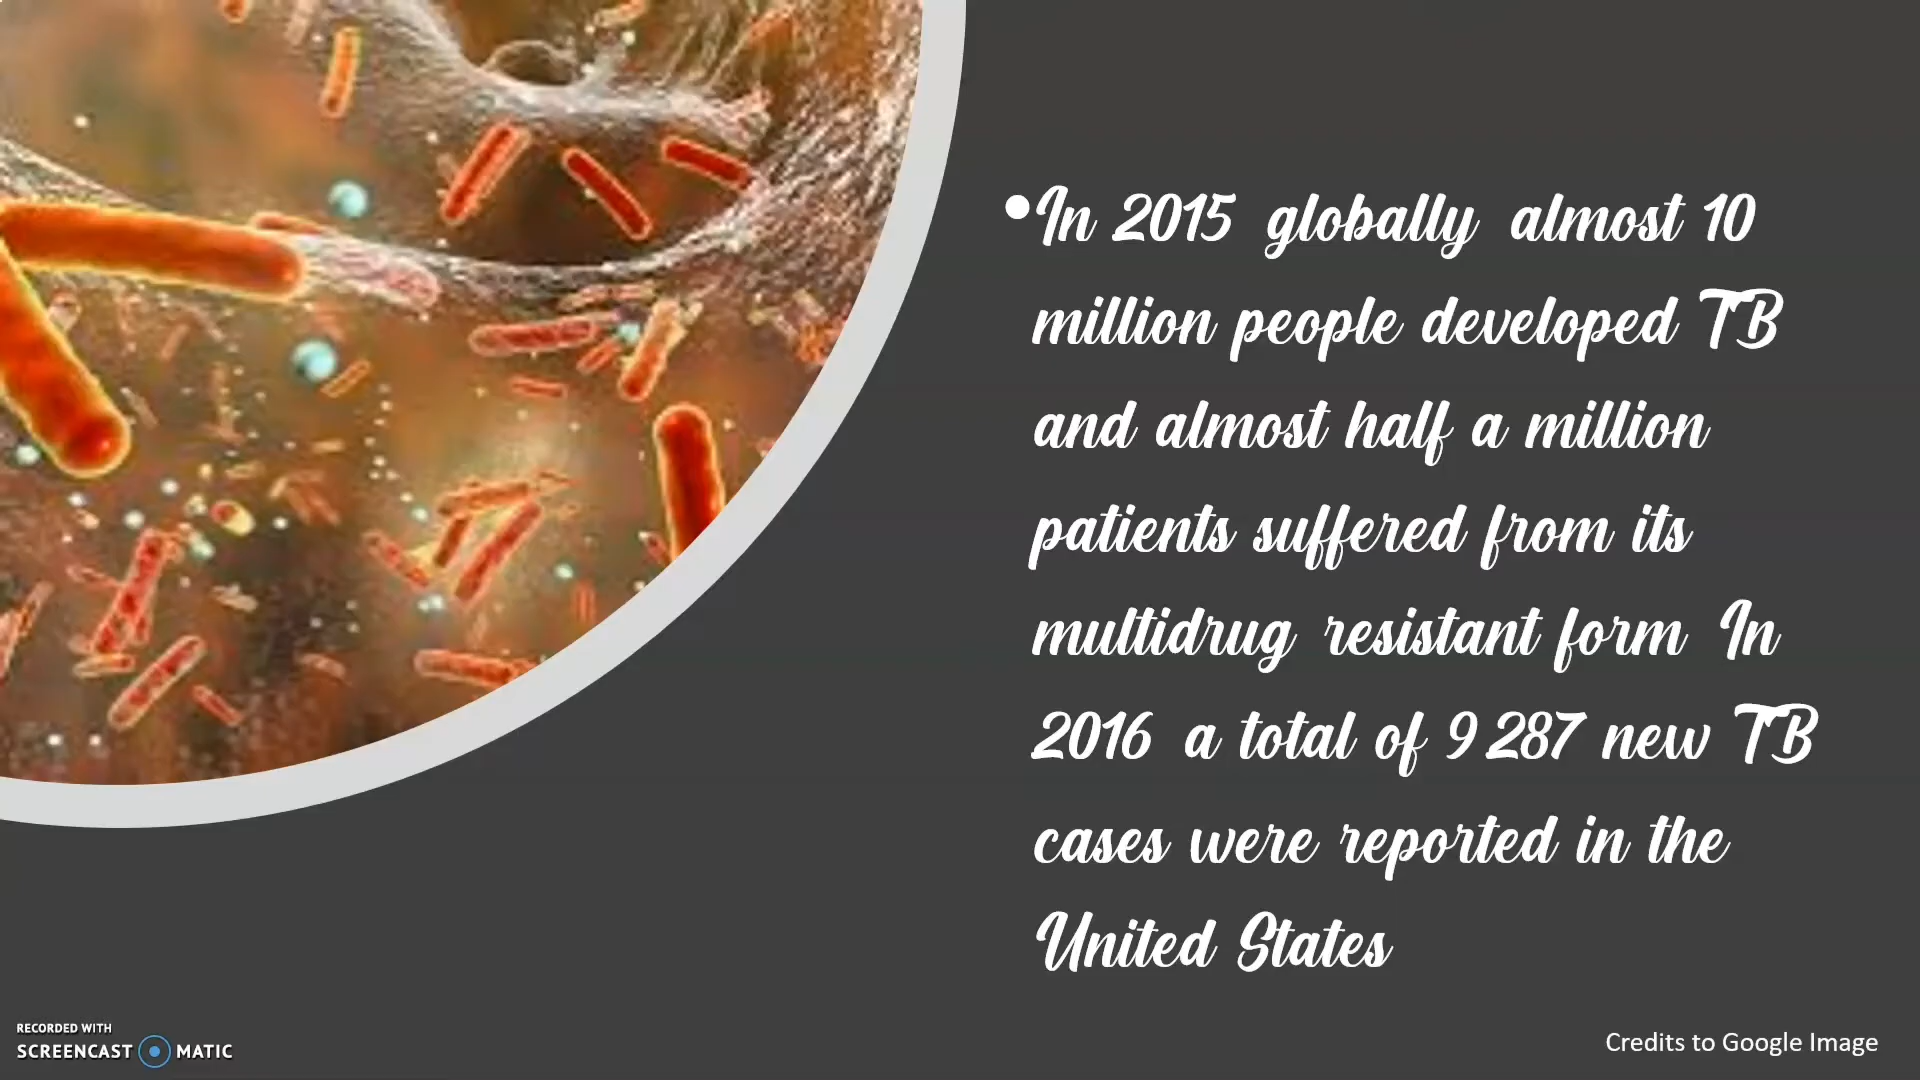 •In 2015 globally almost 10
million people developed TB
and almost half a million
patients suffered from its
multidrug resistant form In
2016 a total of 9 287 new TB
cases were reported in the
United States
RECORDED WITH
SCREENCAST MATIC
Credits to Google Image